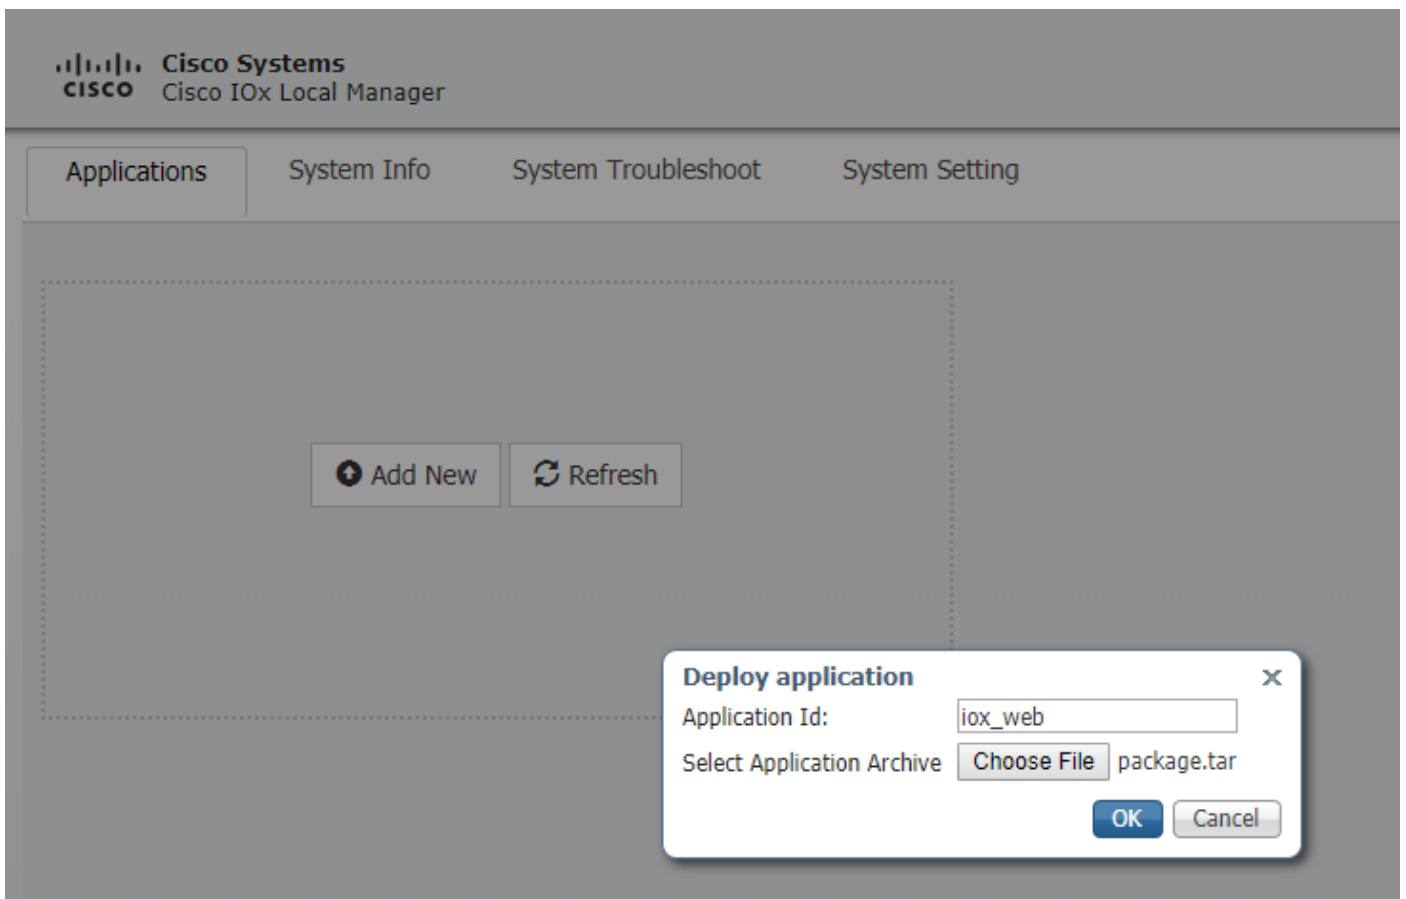 Cisco Systems
CISCO Cisco IOx Local Manager
Applications System Info System Troubleshoot System Setting
Add New Refresh
Deploy application x
Application Id: iox_web
Select Application Archive Choose File package.tar
OK Cancel